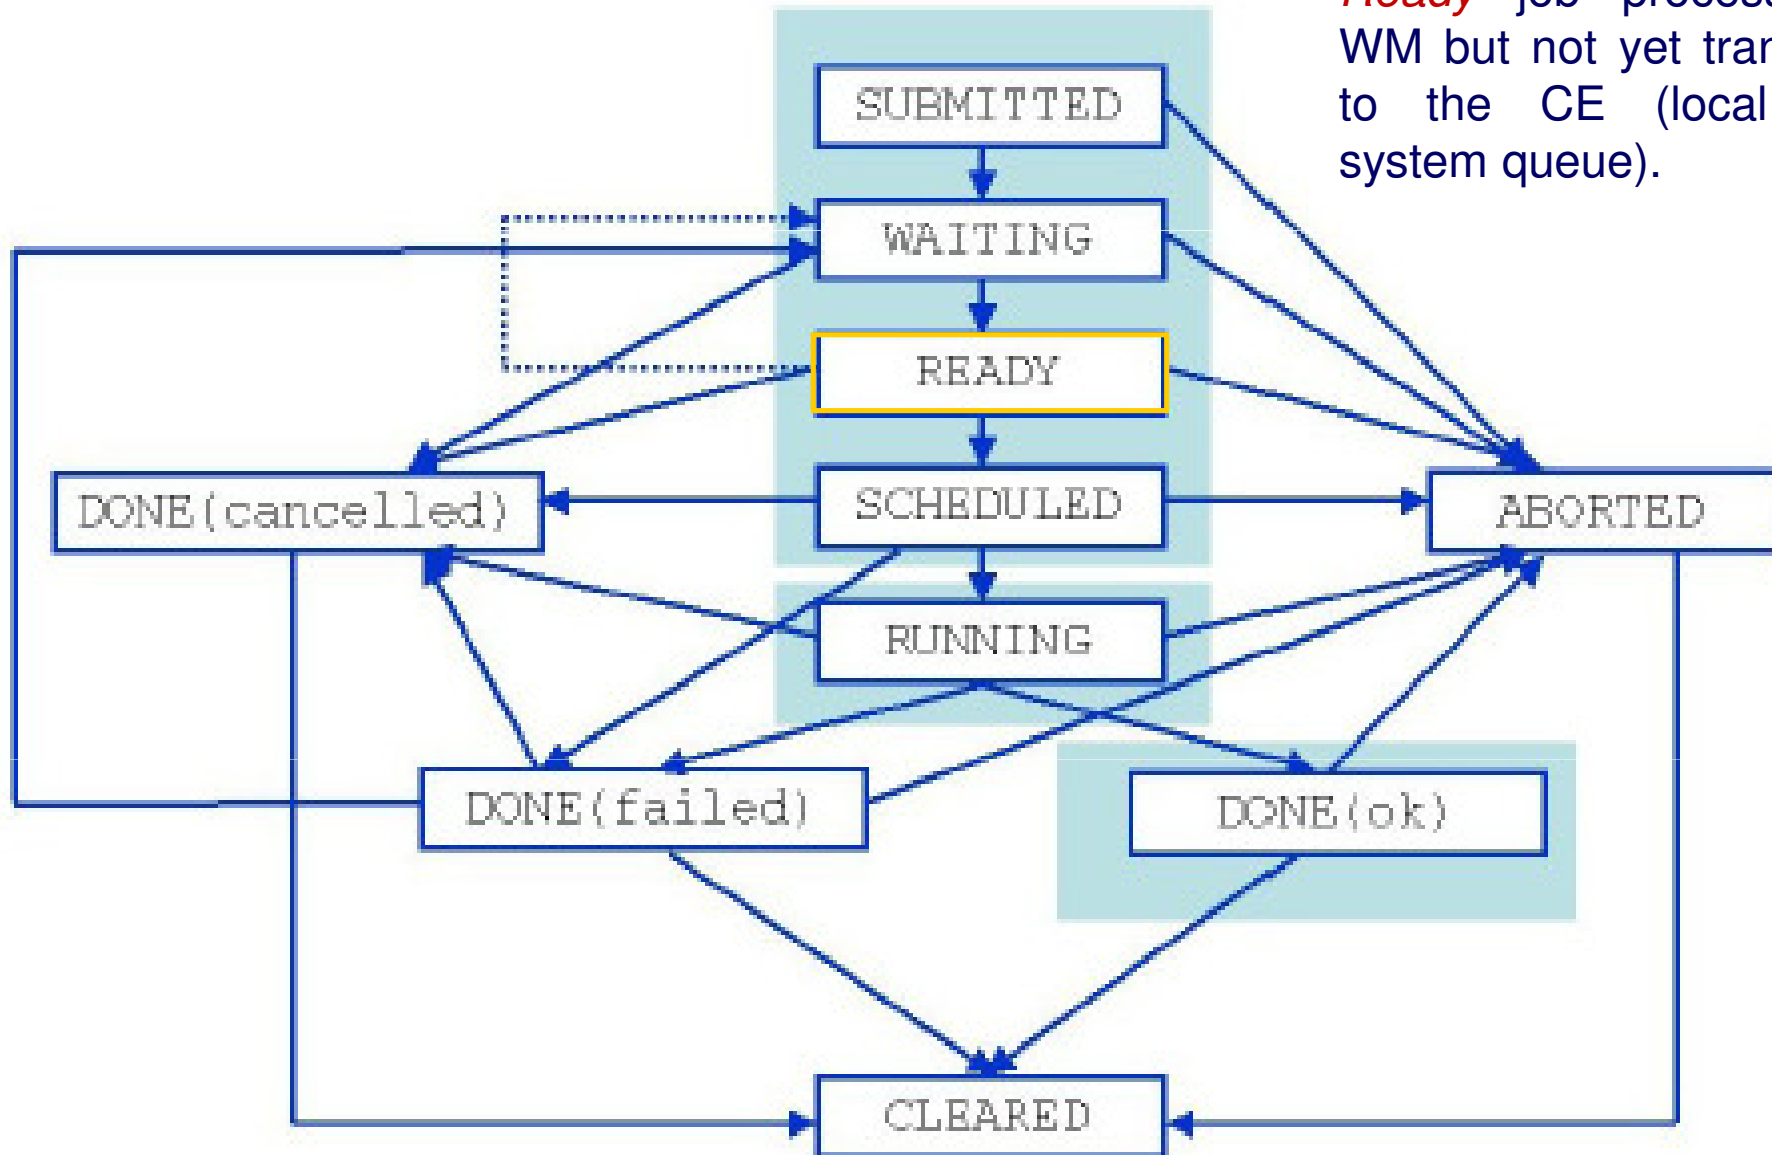 job
WM but not yet
to the CE (local
system queue).
SUBMITTED
WAITING
READY
SCHEDULED
DONE(cancelled)
ABORTED
RUNNING
DONE(failed)
DONE(ok)
CLEARED